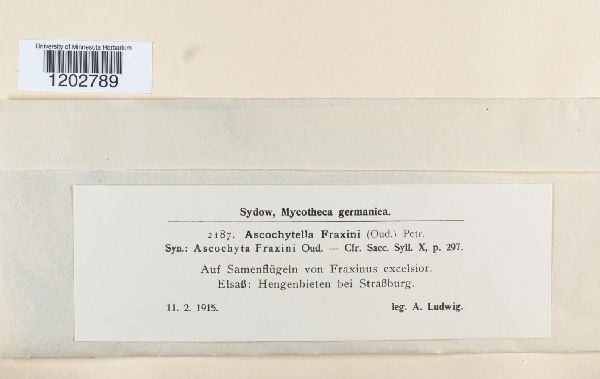 University of Minnesota Herbarium
1202789
Sydow, Mycotheca germanica.
2187. Ascochytella Fraxini (Oud.) Petr.
Syn.: Ascochyta Fraxini Oud. — Cfr. Sacc. Syll. X, p. 297.
Auf Samenflügeln von Fraxinus excelsior.
Elsaß: Hengenbieten bei Straßburg.
11. 2. 1915. leg. A. Ludwig.